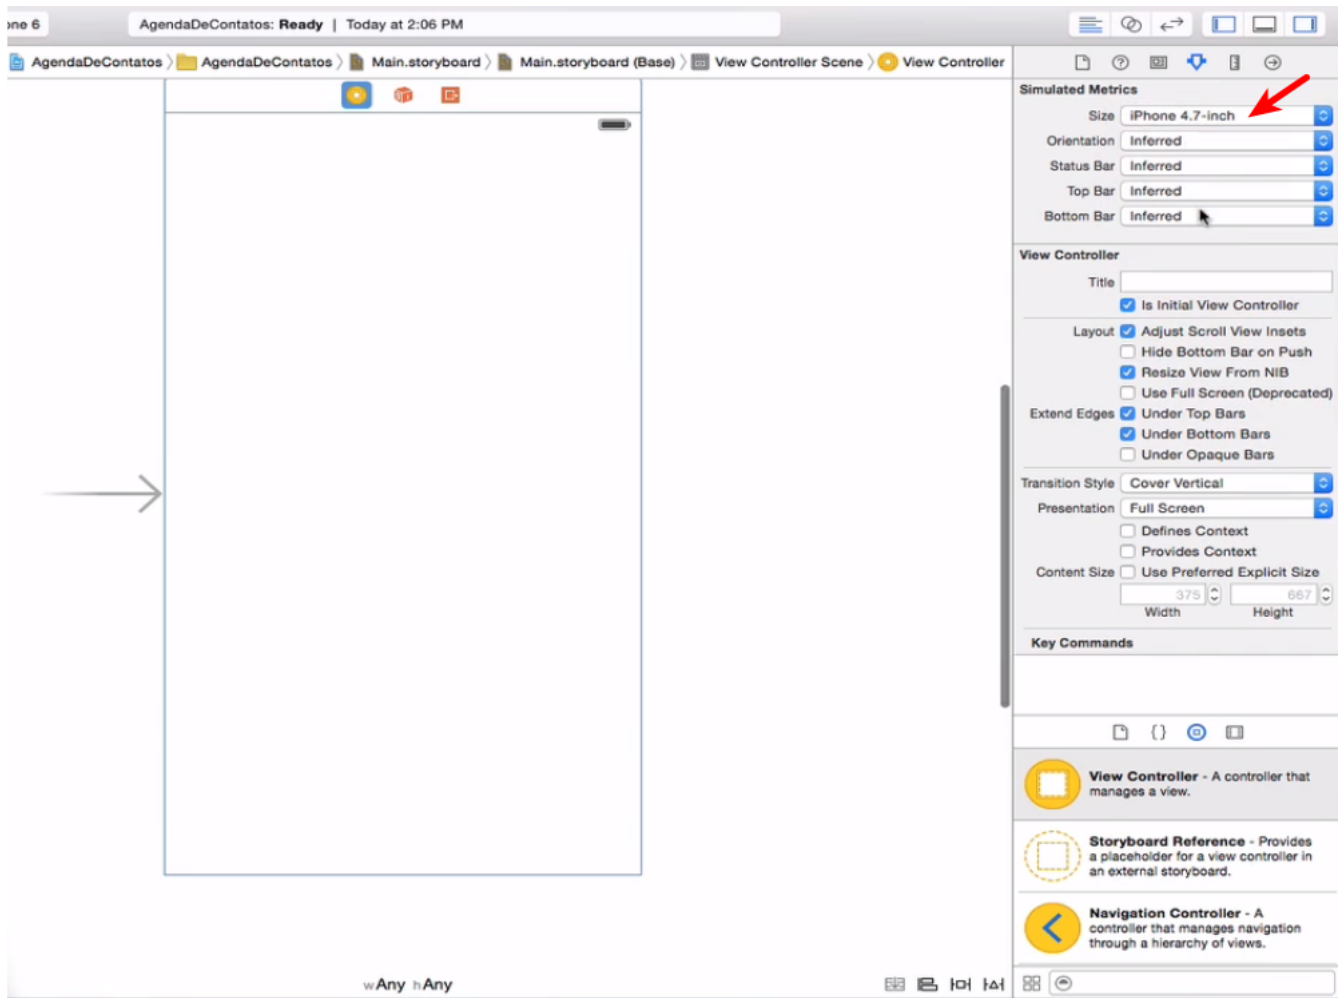 one 6
AgendaDeContatos: Ready | Today at 2:06 PM
AgendaDeContatos
AgendaDeContatos
Main.storyboard
Main.storyboard (Base)
View Controller Scene
View Controller
Simulated Metrics
Size iPhone 4.7-inch
Orientation Inferred
Status Bar Inferred
Top Bar Inferred
Bottom Bar Inferred
View Controller
Title
Is Initial View Controller
Layout Adjust Scroll View Insets
Hide Bottom Bar on Push
Resize View From NIB
Use Full Screen (Deprecated)
Extend Edges Under Top Bars
Under Bottom Bars
Under Opaque Bars
Transition Style Cover Vertical
Presentation Full Screen
Defines Context
Provides Context
Content Size Use Preferred Explicit Size
375 667
Width Height
Key Commands
{}
View Controller - A controller that
manages a view.
Storyboard Reference - Provides
a placeholder for a view controller in
an external storyboard.
Navigation Controller - A
controller that manages navigation
through a hierarchy of views.
wAny hAny